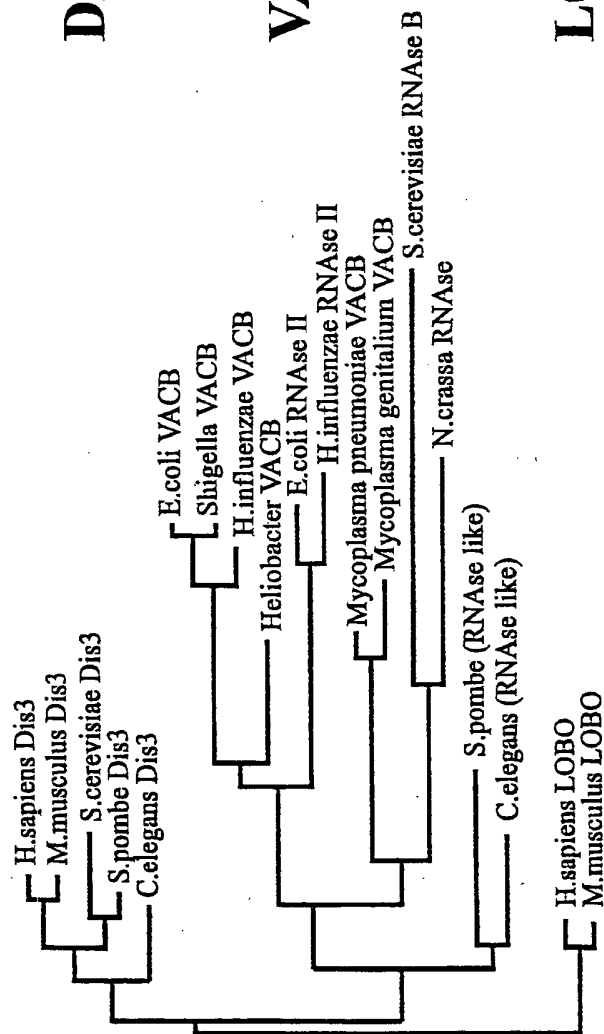 H.sapiens Dis3
M.musculus Dis3
S.cerevisiae Dis3
S.pombe Dis3
C.elegans Dis3
E.coli VACB
Shigella VACB
H.influenzae VACB
Heliobacter VACB
E.coli RNAse II
H.influenzae RNAse II
Mycoplasma pneumoniae VACB
Mycoplasma genitalium VACB
S.cerevisiae RNAse B
N.crassa RNAse
S.pombe (RNAse like)
C.elegans (RNAse like)
H.sapiens LOBO
M.musculus LOBO